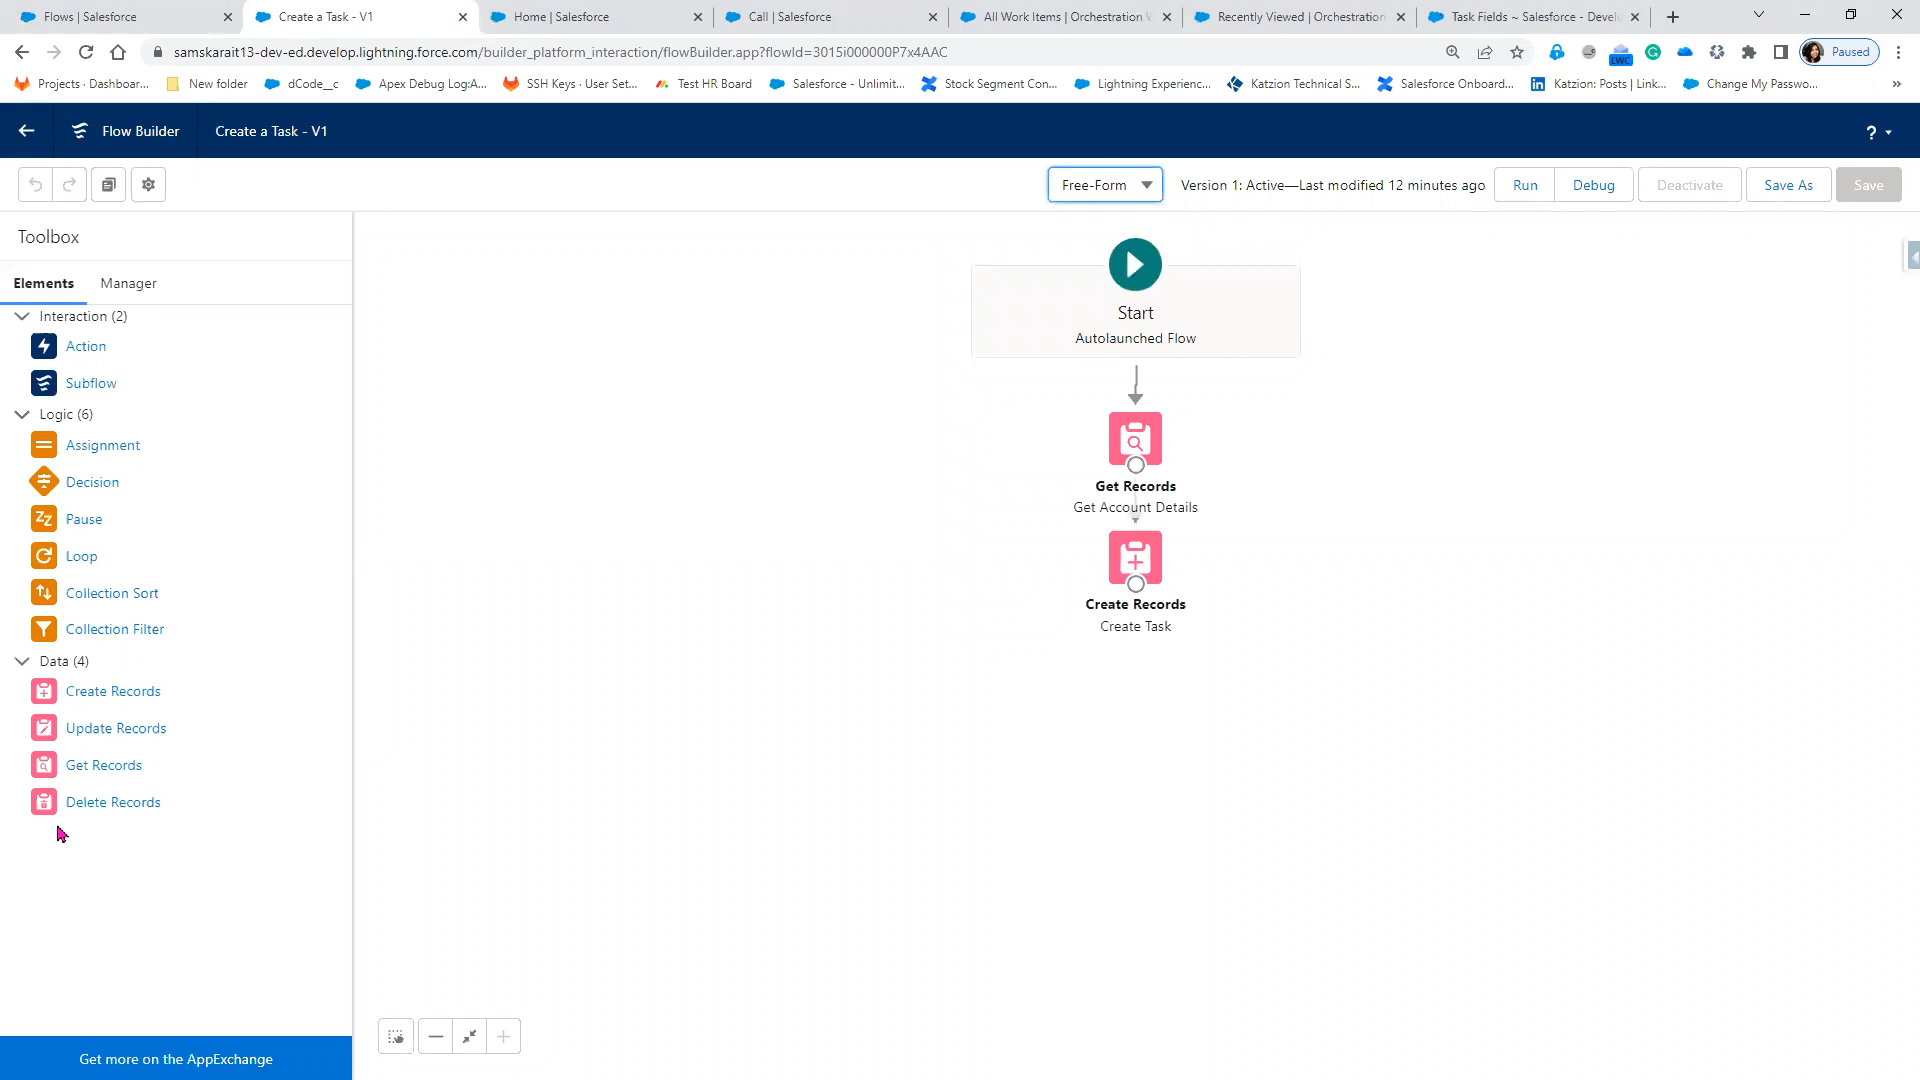 Flows | Salesforce
Create a Task - V1
Home | Salesforce
Call | Salesforce
All Work Items | Orchestration W
Recently Viewed | Orchestration
Task Fields ~ Salesforce - Devel
samskarait13-dev-ed.develop.lightning.force.com/builder_platform_interaction/flowBuilder.app?flowId=3015i000000P7x4AAC
LWC
Paused
Projects · Dashboar...
New folder
dCode__c
Apex Debug Log:A...
SSH Keys · User Set...
Test HR Board
Salesforce - Unlimit...
Stock Segment Con...
Lightning Experienc...
Katzion Technical S...
Salesforce Onboard...
Katzion: Posts | Link...
Change My Passwo...
»
Flow Builder
Create a Task - V1
?
Free-Form
Version 1: Active—Last modified 12 minutes ago
Run
Debug
Deactivate
Save As
Save
Toolbox
Elements
Manager
Interaction (2)
Action
Subflow
Logic (6)
Assignment
Decision
Pause
Loop
Collection Sort
Collection Filter
Data (4)
Create Records
Update Records
Get Records
Delete Records
Get more on the AppExchange
Start
Autolaunched Flow
Get Records
Get Account Details
Create Records
Create Task